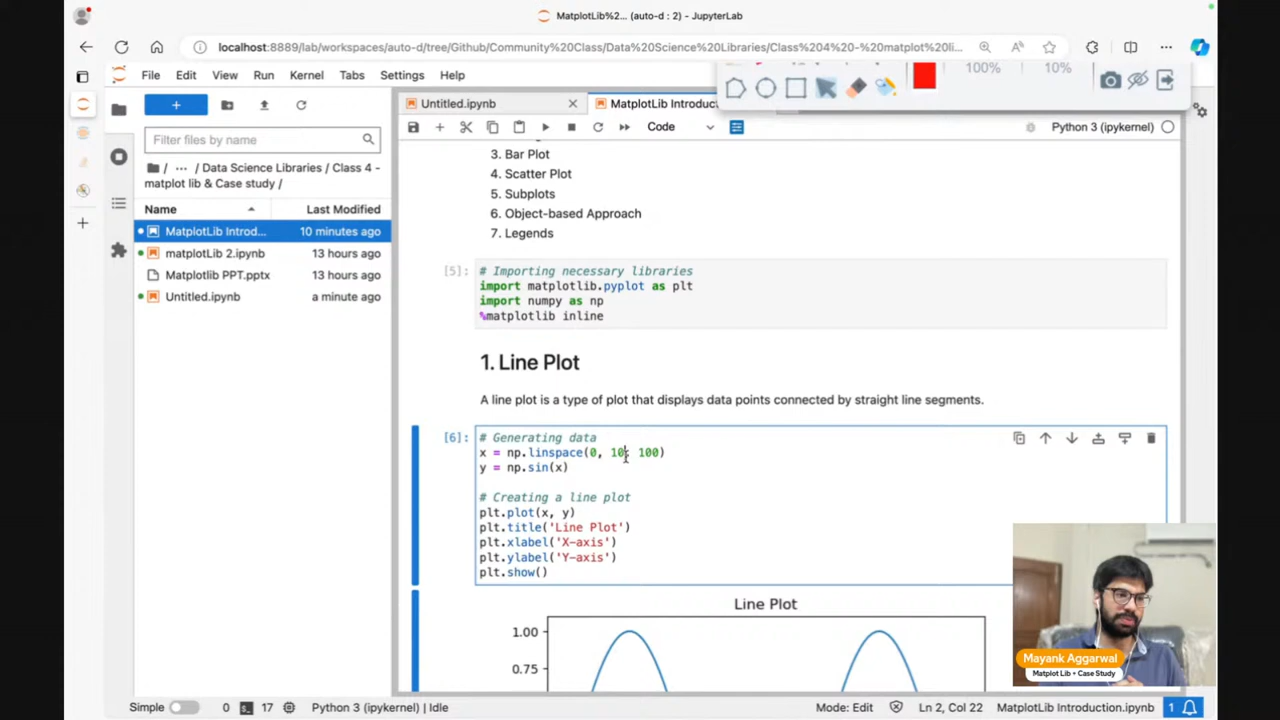 MatplotLib%2... (auto-d : 2) - JupyterLab
localhost:8889/lab/workspaces/auto-d/tree/Github/Community%20Class/Data%20Science%20Libraries/Class%204%20-%20matplot%20li...
File Edit View Run Kernel Tabs Settings Help
100% 10%
Untitled.ipynb
MatplotLib Introduc
Filter files by name
Code
Python 3 (ipykernel)
/ ... / Data Science Libraries / Class 4 -
matplot lib & Case study /
Name Last Modified
MatplotLib Introd... 10 minutes ago
matplotLib 2.ipynb 13 hours ago
Matplotlib PPT.pptx 13 hours ago
Untitled.ipynb a minute ago
3. Bar Plot
4. Scatter Plot
5. Subplots
6. Object-based Approach
7. Legends
[5]:
# Importing necessary libraries
import matplotlib.pyplot as plt
import numpy as np
%matplotlib inline
1. Line Plot
A line plot is a type of plot that displays data points connected by straight line segments.
[6]:
# Generating data
x = np.linspace(0, 10, 100)
y = np.sin(x)
# Creating a line plot
plt.plot(x, y)
plt.title('Line Plot')
plt.xlabel('X-axis')
plt.ylabel('Y-axis')
plt.show()
Line Plot
1.00
0.75
Mayank Aggarwal
Matplot Lib + Case Study
Simple 0 17 Python 3 (ipykernel) | Idle Mode: Edit Ln 2, Col 22 MatplotLib Introduction.ipynb 1